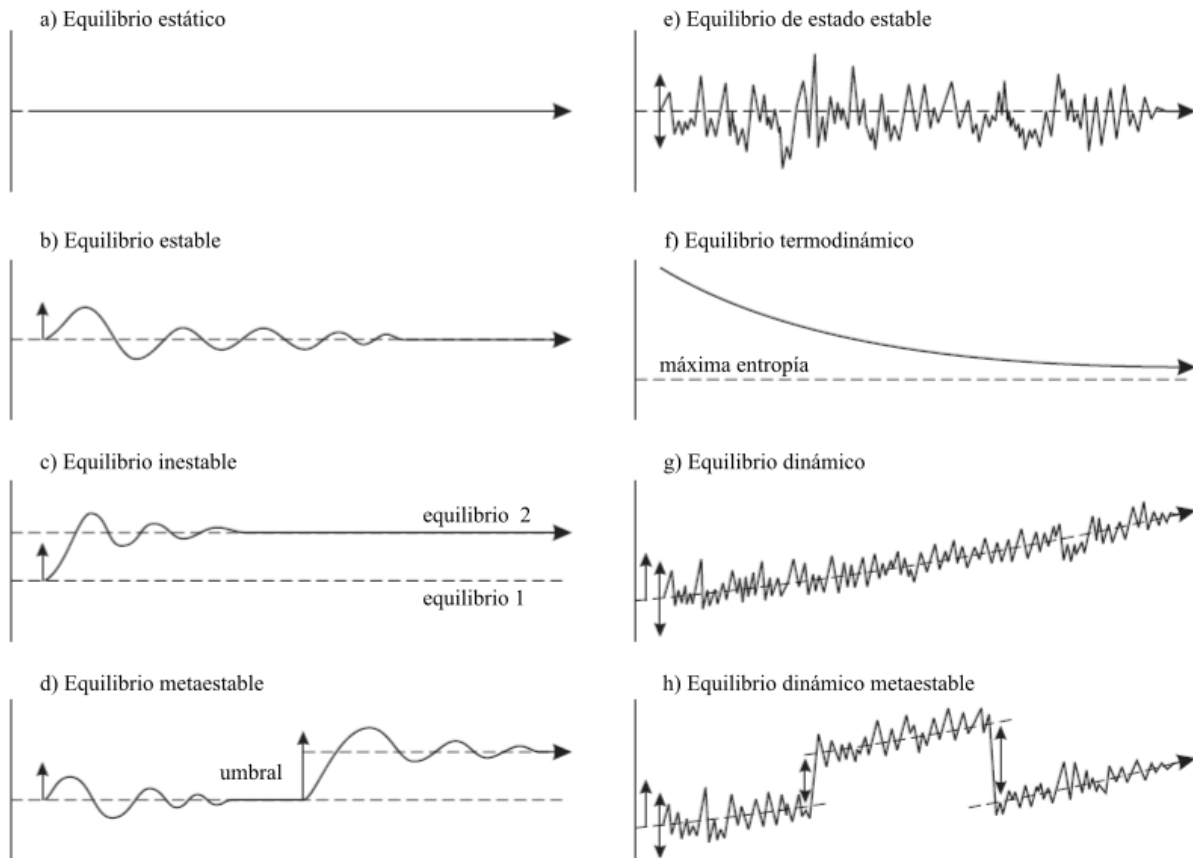 a) Equilibrio estático
b) Equilibrio estable
c) Equilibrio inestable
equilibrio 2
equilibrio 1
d) Equilibrio metaestable
umbral
e) Equilibrio de estado estable
f) Equilibrio termodinámico
máxima entropía
g) Equilibrio dinámico
h) Equilibrio dinámico metaestable